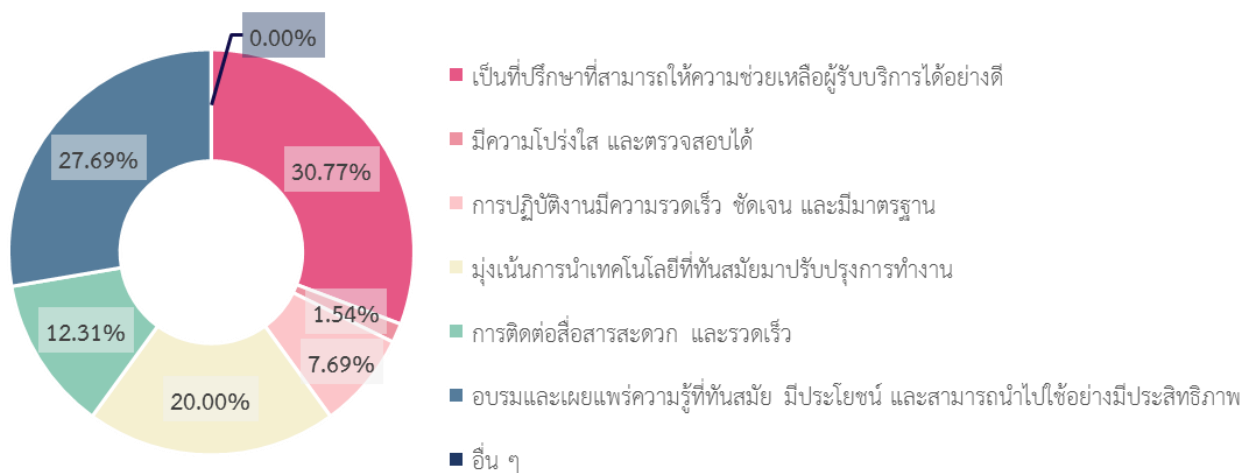 0.00%
30.77%
1.54%
7.69%
20.00%
12.31%
27.69%
เป็นที่ปรึกษาที่สามารถให้ความช่วยเหลือผู้รับบริการได้อย่างดี
มีความโปร่งใส และตรวจสอบได้
การปฏิบัติงานมีความรวดเร็ว ชัดเจน และมีมาตรฐาน
มุ่งเน้นการนำเทคโนโลยีที่ทันสมัยมาปรับปรุงการทำงาน
การติดต่อสื่อสารสะดวก และรวดเร็ว
อบรมและเผยแพร่ความรู้ที่ทันสมัย มีประโยชน์ และสามารถนำไปใช้อย่างมีประสิทธิภาพ
อื่น ๆ